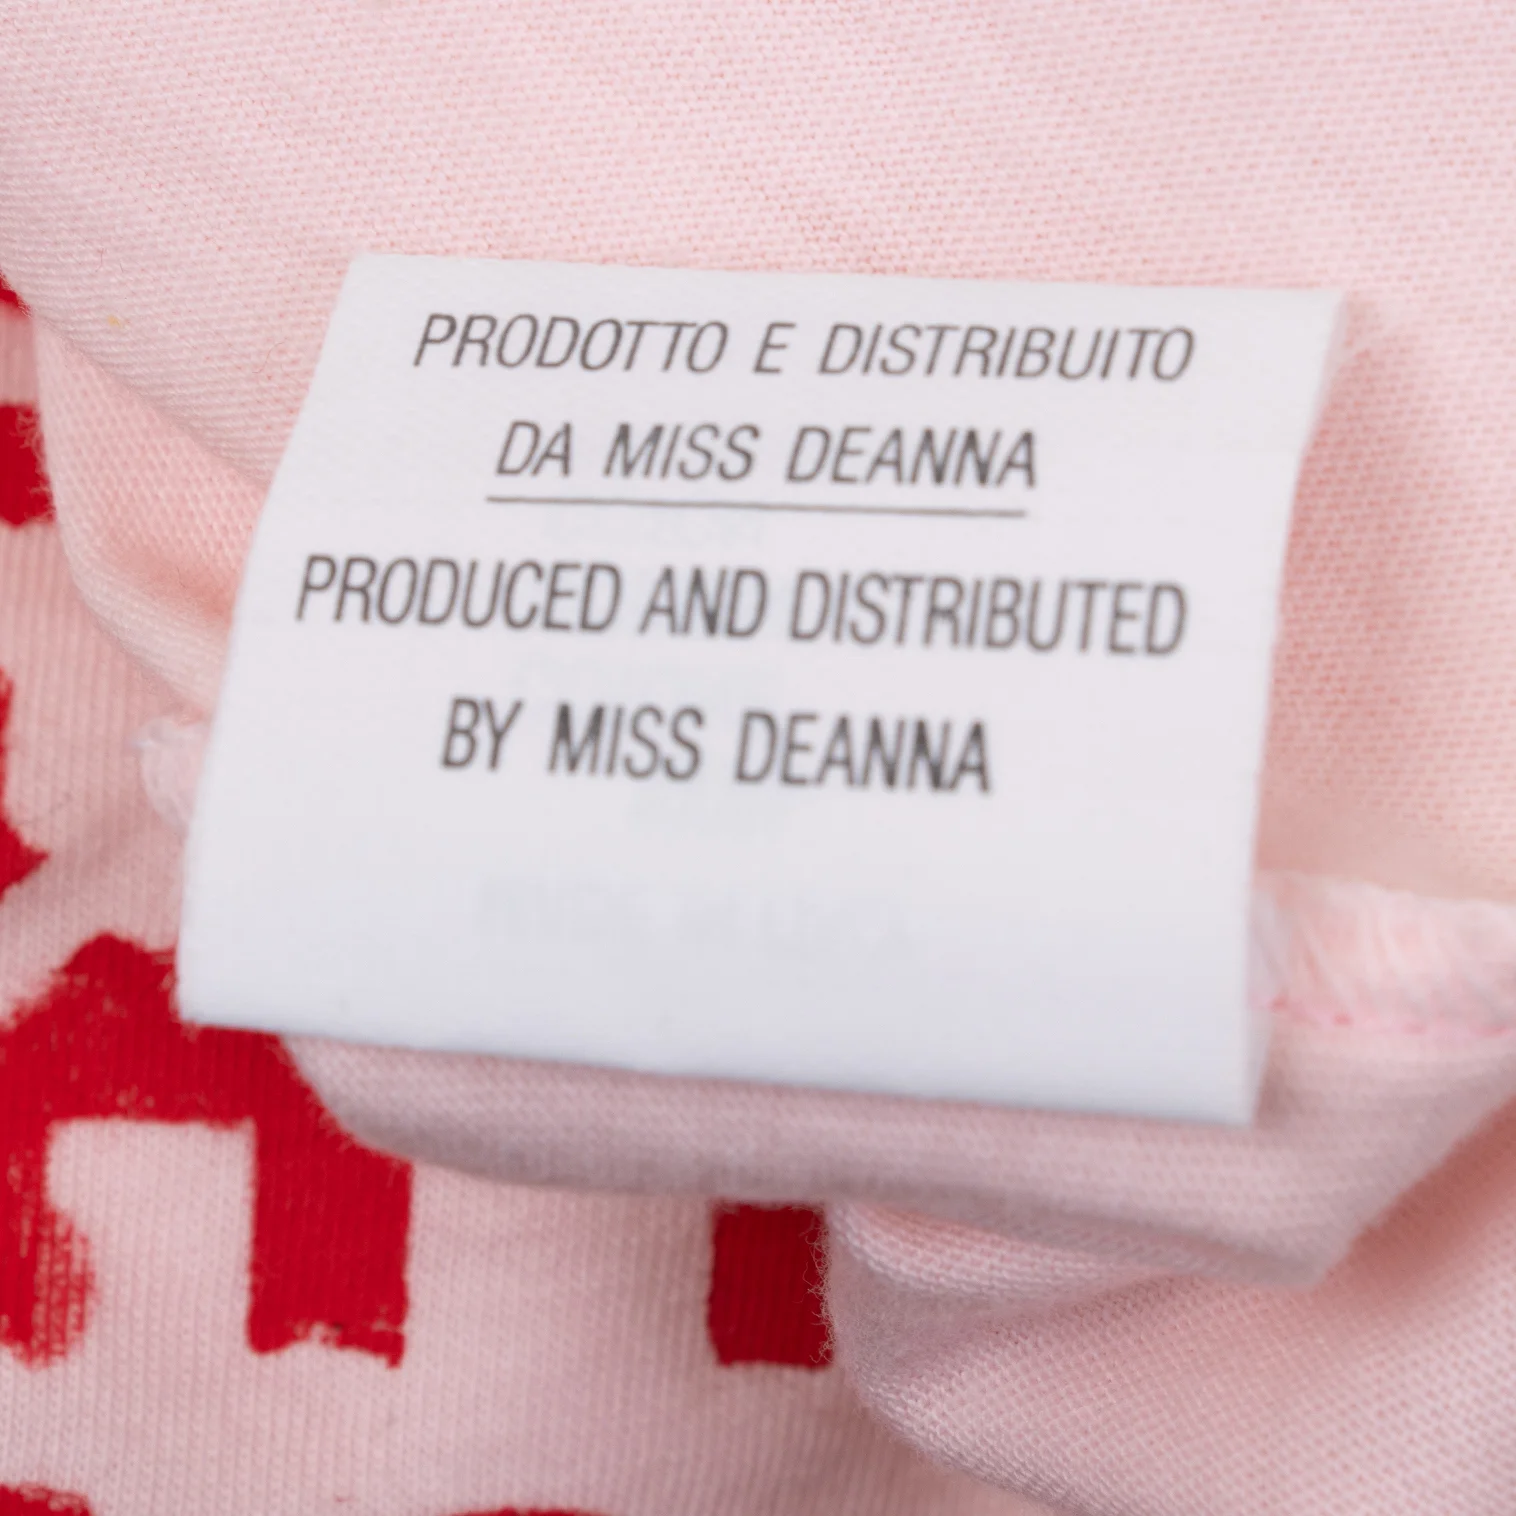 PRODOTTO E DISTRIBUITO
DA MISS DEANNA
PRODUCED AND DISTRIBUTED
BY MISS DEANNA